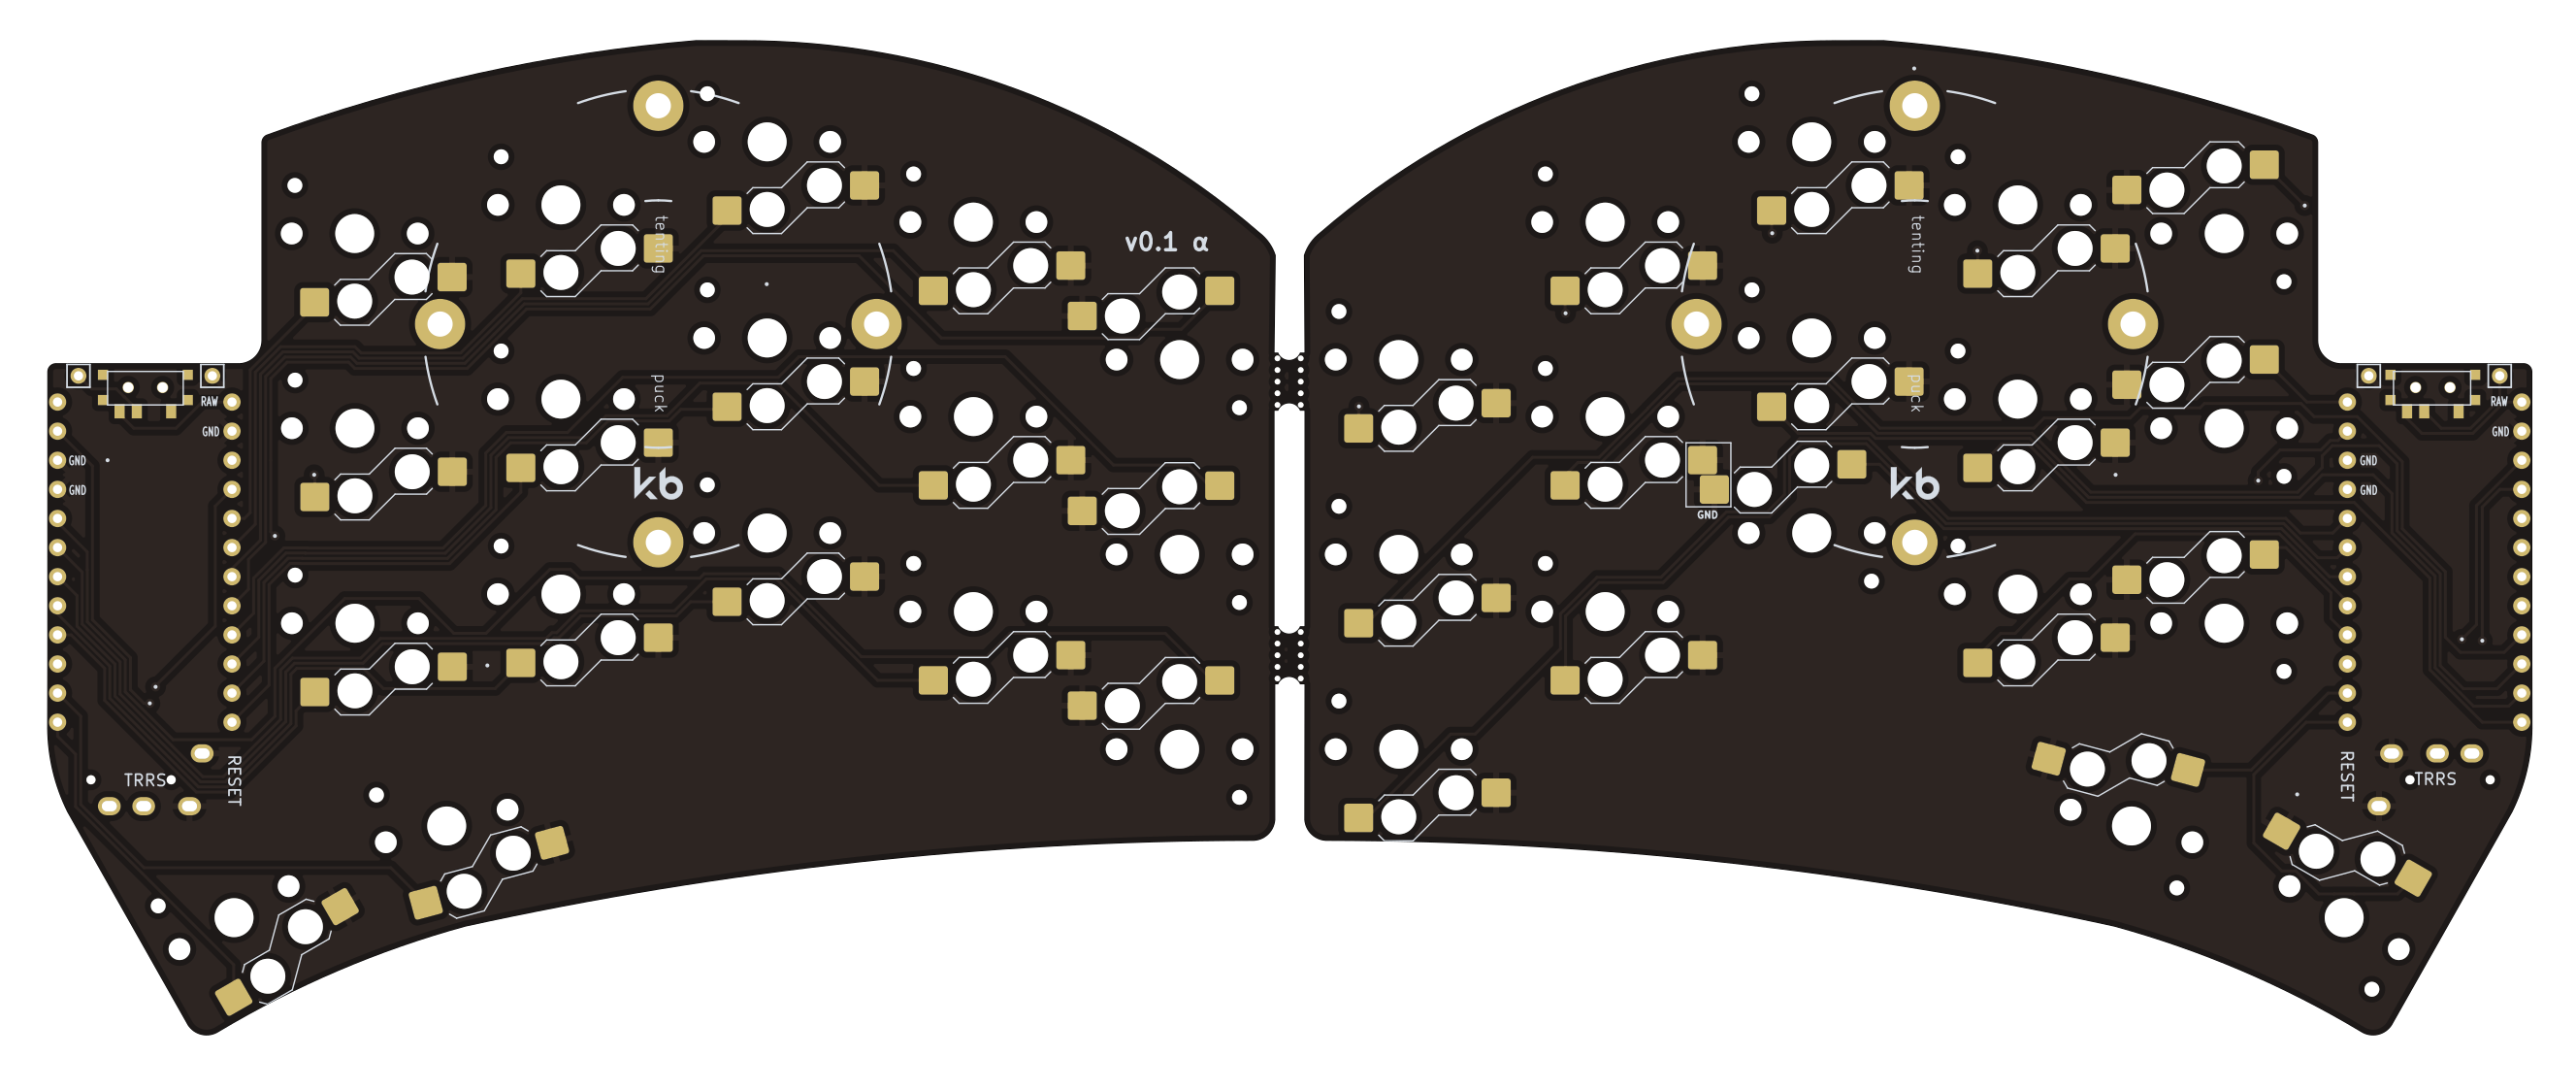 v0.1 α
tenting
tenting
puck
puck
RAW
GND
GND
GND
RAW
GND
GND
GND
kb
kb
GND
RESET
TRRS
RESET
TRRS